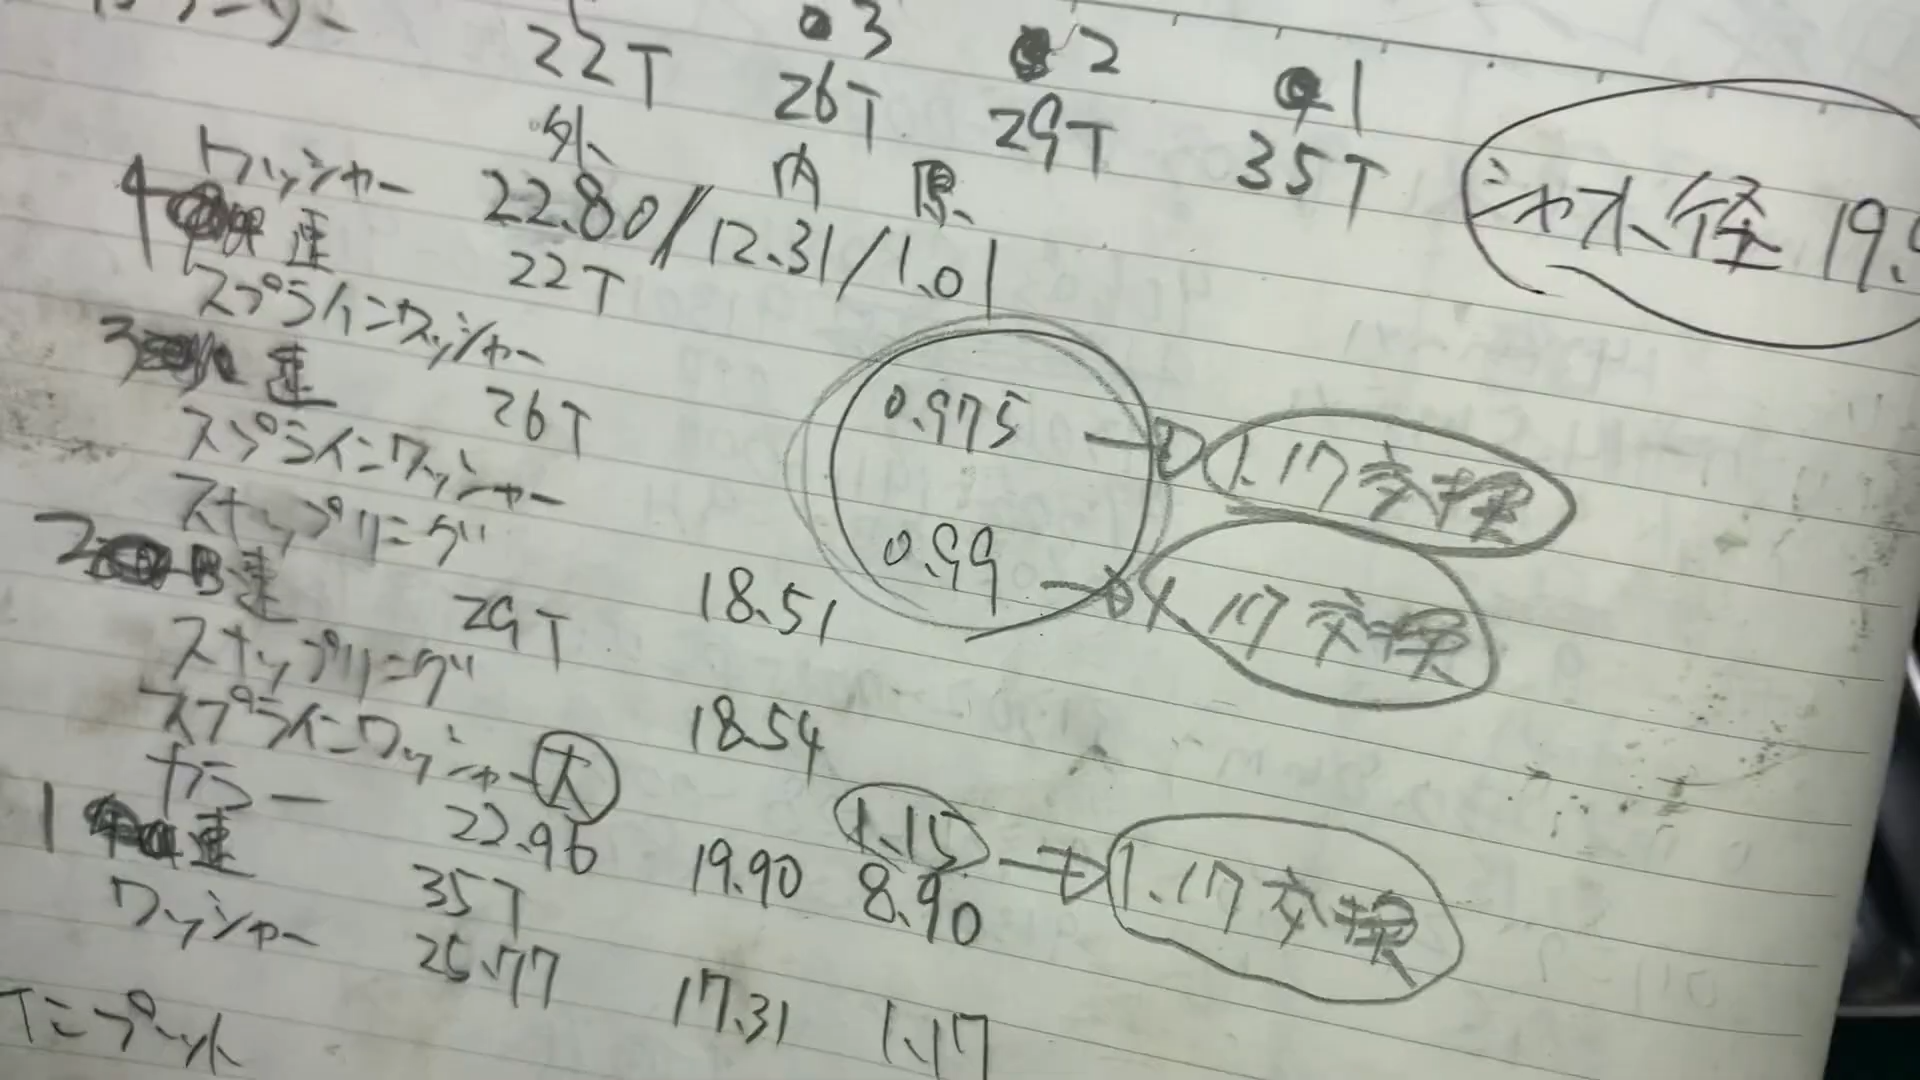 22T 26T 29T 35T
3 2 1
外 内 原
ワッシャー 22.80/12.31/1.01
シャフト径 19.9
4 速 22T
スプラインワッシャー
0.975 → 1.17交換
3 速 26T
スプラインワッシャー
0.99 → 1.17交換
スナップリング
18.51
2 速 29T
スナップリング
18.54
スプラインワッシャー 大
1.15 → 1.17交換
カラー 22.96 19.90 8.90
1 速 35T
ワッシャー 25.77 17.31 1.17
インプット